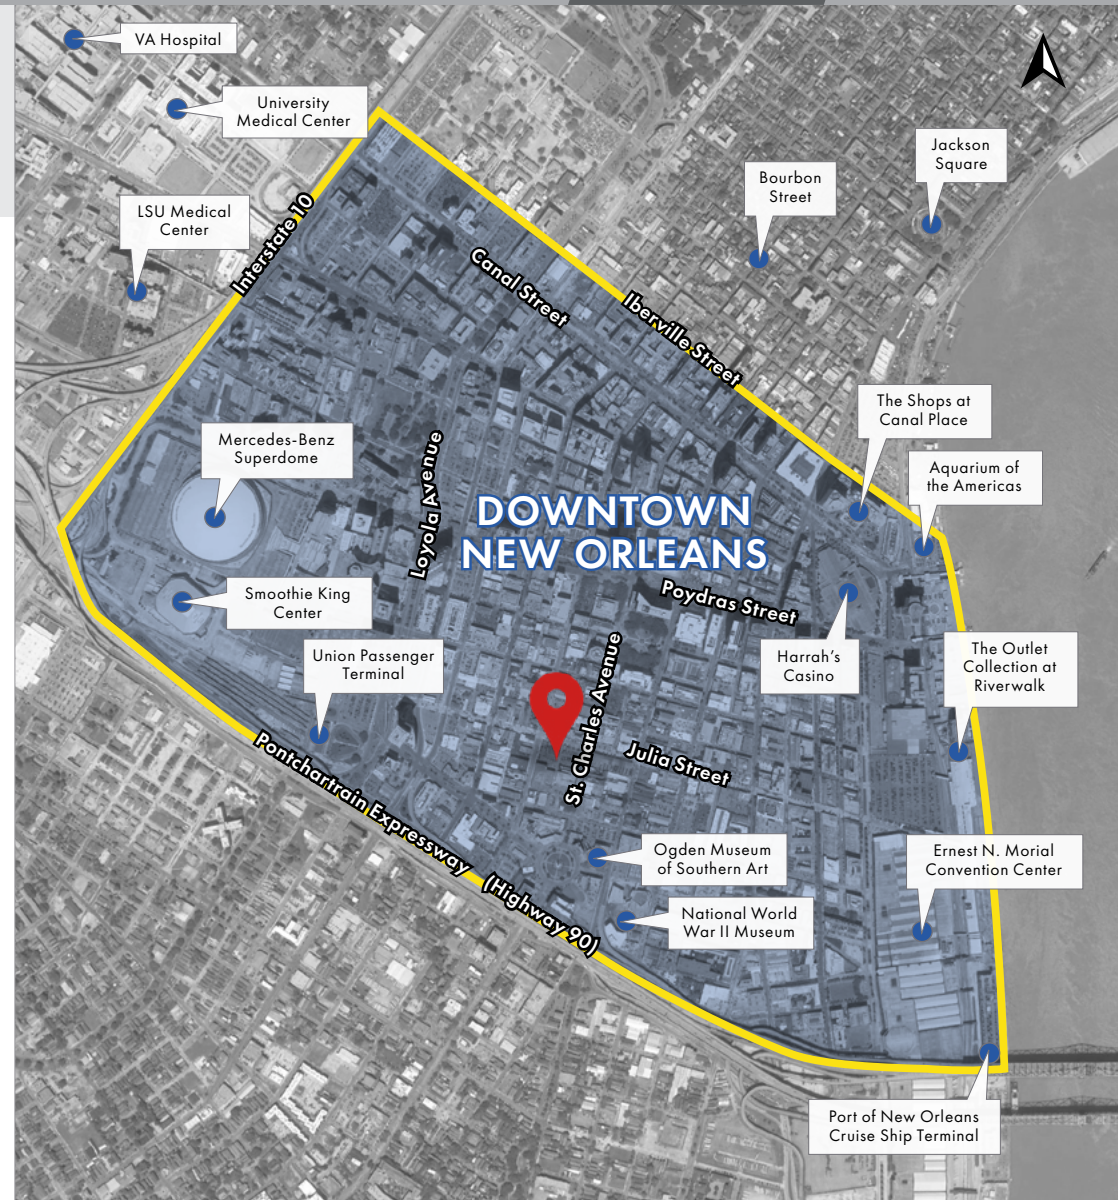 VA Hospital
University
Medical Center
Jackson
Square
Bourbon
Street
LSU Medical
Center
Interstate 10
Canal Street
Iberville Street
The Shops at
Canal Place
Mercedes-Benz
Superdome
Aquarium of
the Americas
Loyola Avenue
DOWNTOWN
NEW ORLEANS
Smoothie King
Center
Poydras Street
Union Passenger
Terminal
Harrah's
Casino
The Outlet
Collection at
Riverwalk
St. Charles Avenue
Julia Street
Pontchartrain Expressway (Highway 90)
Ogden Museum
of Southern Art
Ernest N. Morial
Convention Center
National World
War II Museum
Port of New Orleans
Cruise Ship Terminal